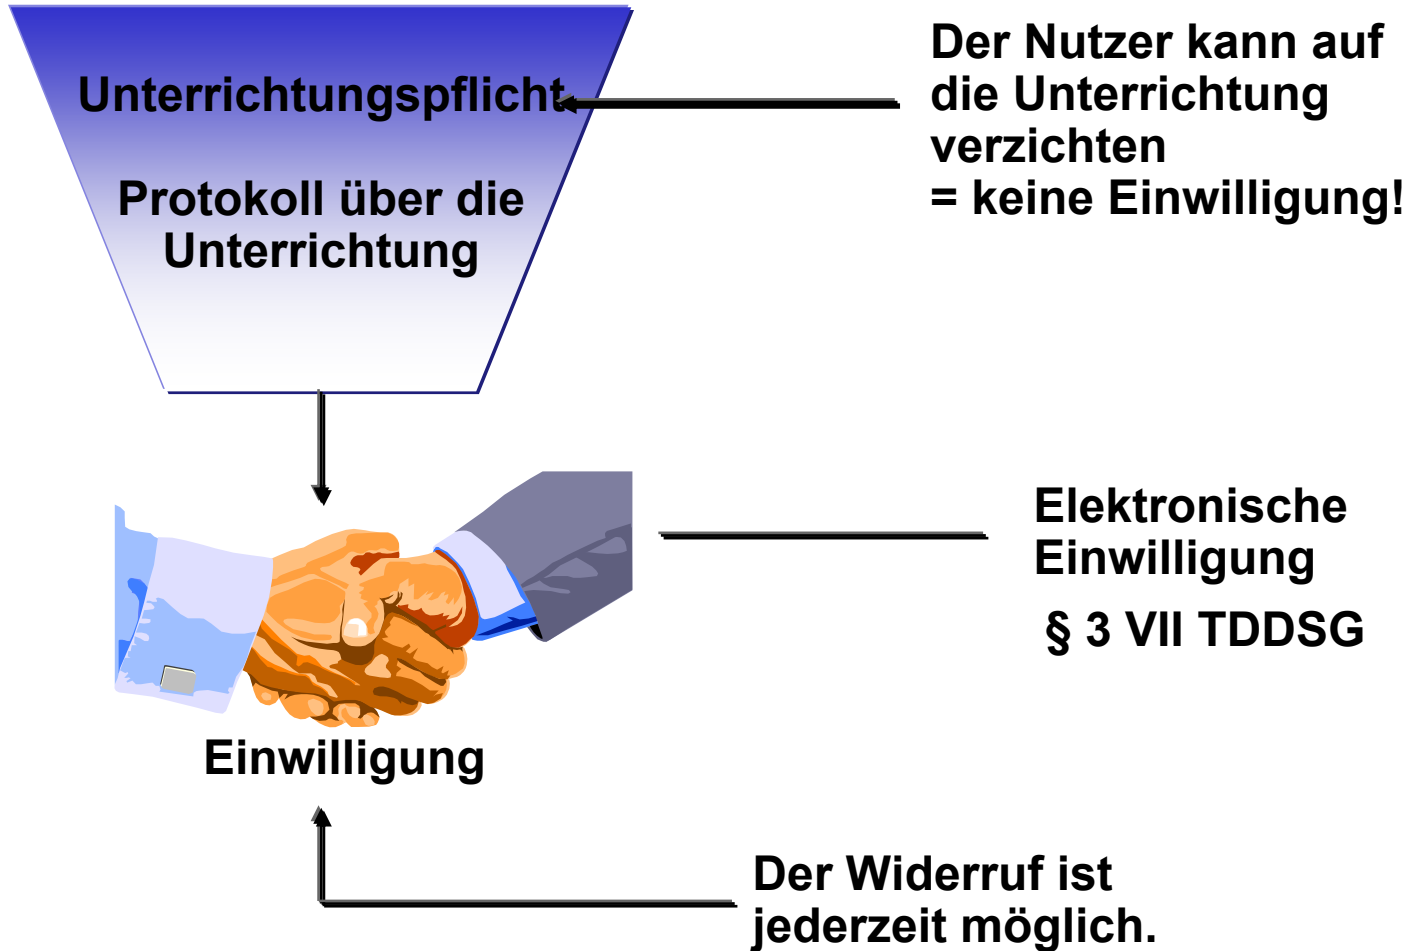 Unterrichtungspflicht
Protokoll über die
Unterrichtung
Der Nutzer kann auf
die Unterrichtung
verzichten
= keine Einwilligung!
Elektronische
Einwilligung
§ 3 VII TDDSG
Einwilligung
Der Widerruf ist
jederzeit möglich.